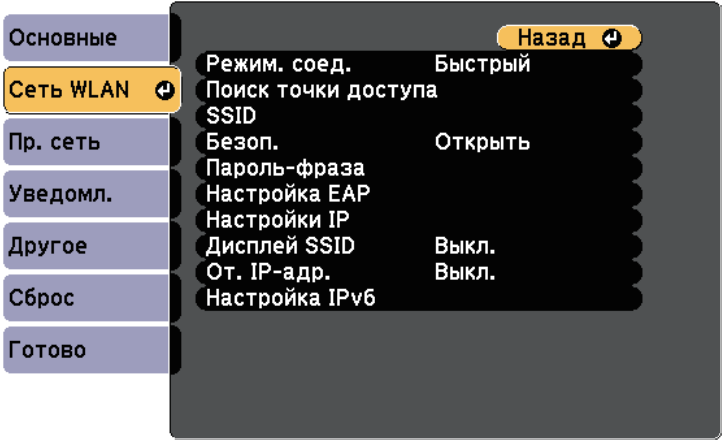 Основные
Сеть WLAN
Пр. сеть
Уведомл.
Другое
Сброс
Готово
Назад
Режим. соед. Быстрый
Поиск точки доступа
SSID
Безоп. Открыть
Пароль-фраза
Настройка EAP
Настройки IP
Дисплей SSID Выкл.
От. IP-адр. Выкл.
Настройка IPv6